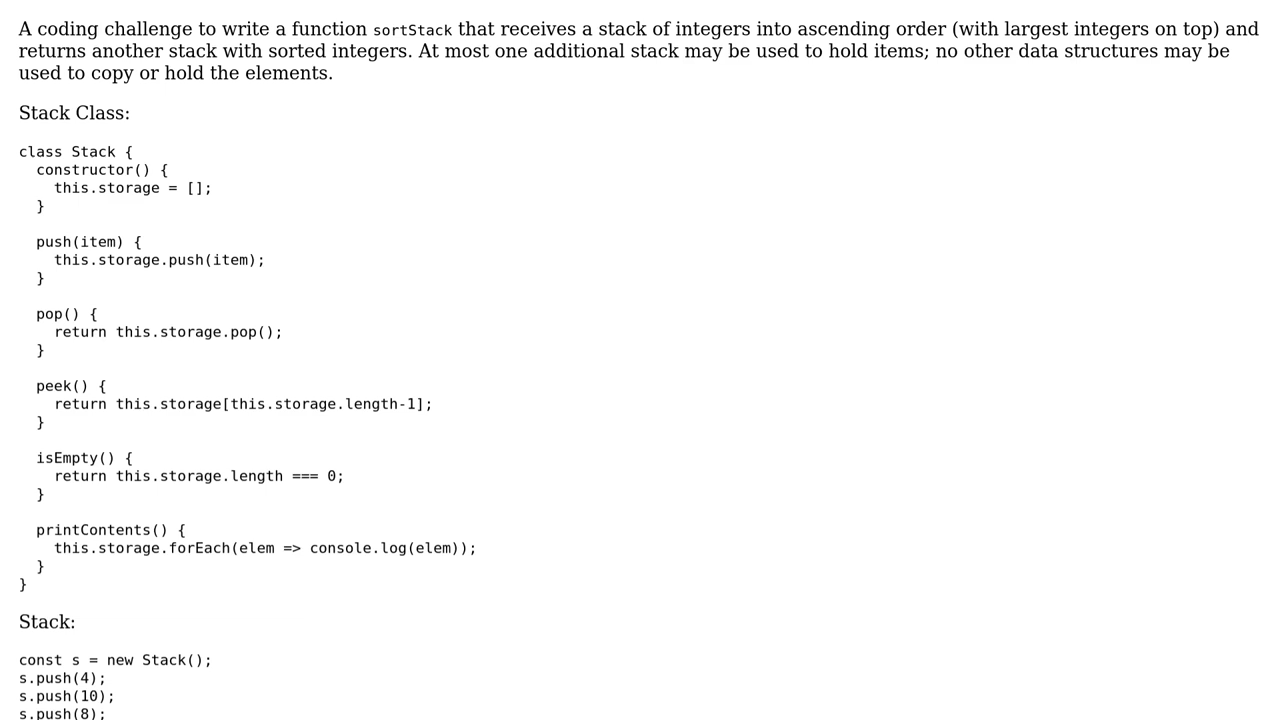 A coding challenge to write a function sortStack that receives a stack of integers into ascending order (with largest integers on top) and
returns another stack with sorted integers. At most one additional stack may be used to hold items; no other data structures may be
used to copy or hold the elements.
Stack Class:
class Stack {
  constructor() {
    this.storage = [];
  }
  push(item) {
    this.storage.push(item);
  }
  pop() {
    return this.storage.pop();
  }
  peek() {
    return this.storage[this.storage.length-1];
  }
  isEmpty() {
    return this.storage.length === 0;
  }
  printContents() {
    this.storage.forEach(elem => console.log(elem));
  }
}
Stack:
const s = new Stack();
s.push(4);
s.push(10);
s.push(8);